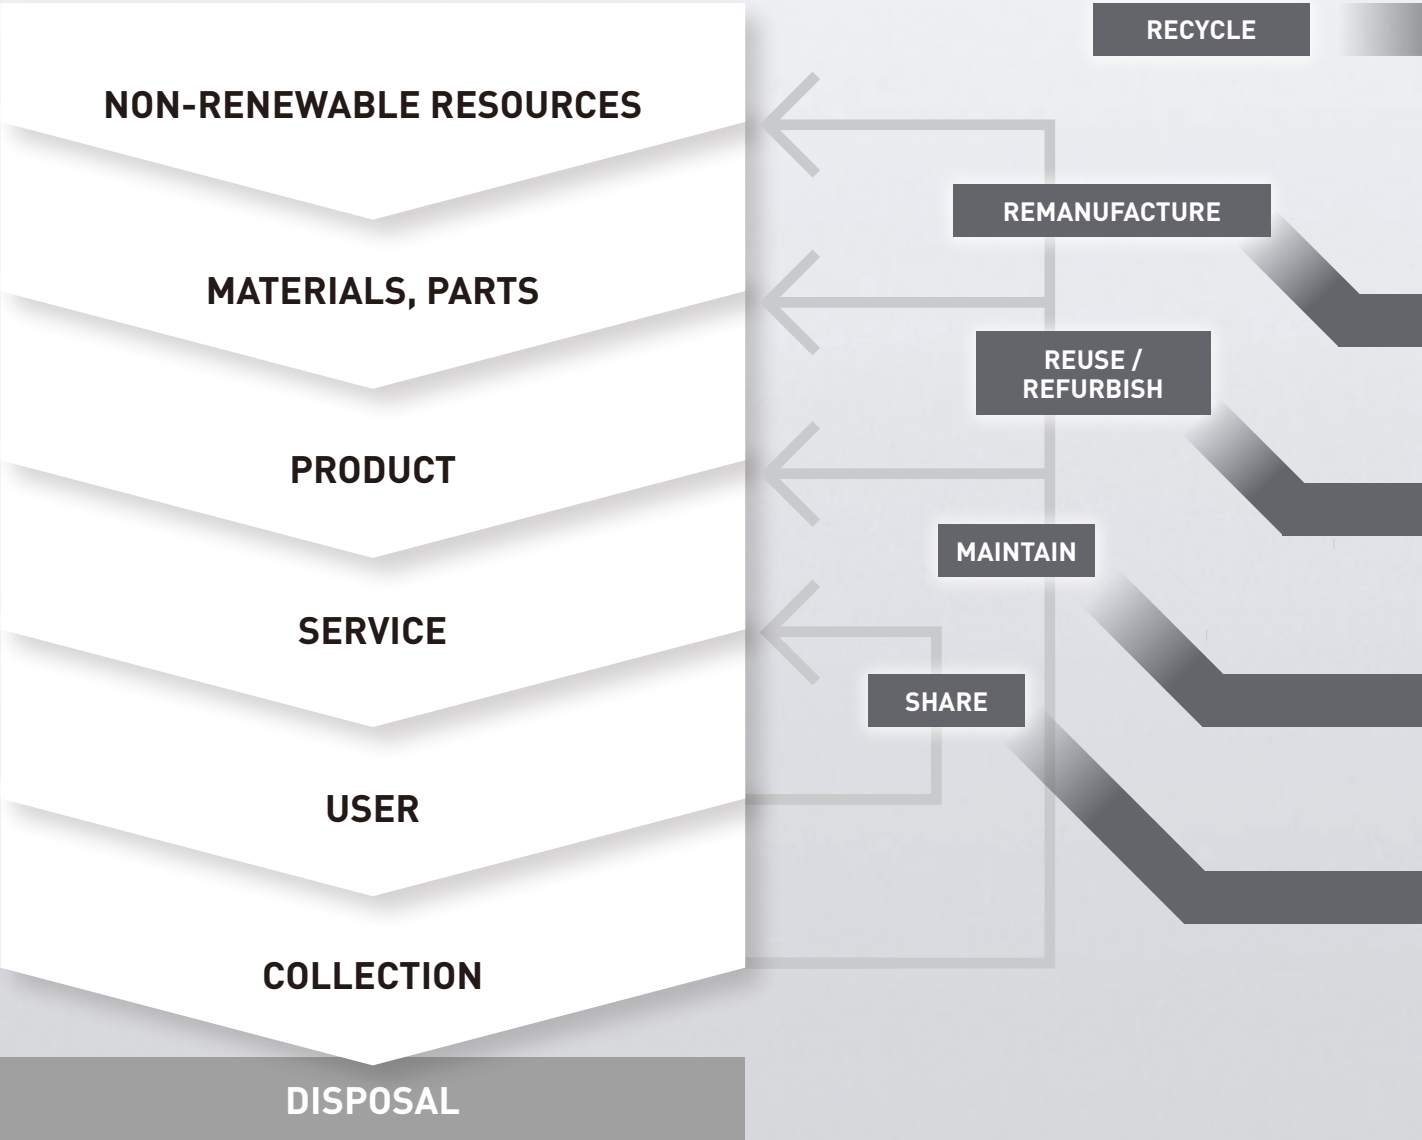 NON-RENEWABLE RESOURCES
MATERIALS, PARTS
PRODUCT
SERVICE
USER
COLLECTION
DISPOSAL
RECYCLE
REMANUFACTURE
REUSE /
REFURBISH
MAINTAIN
SHARE